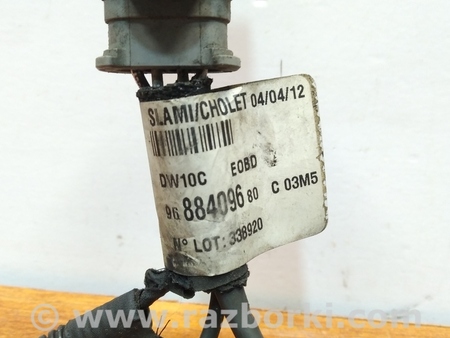 SLAMI/CHOLET 04/04/12
DW10C EOBD
96 884096 80 C 03M5
N° LOT: 338920
www.razborki.com